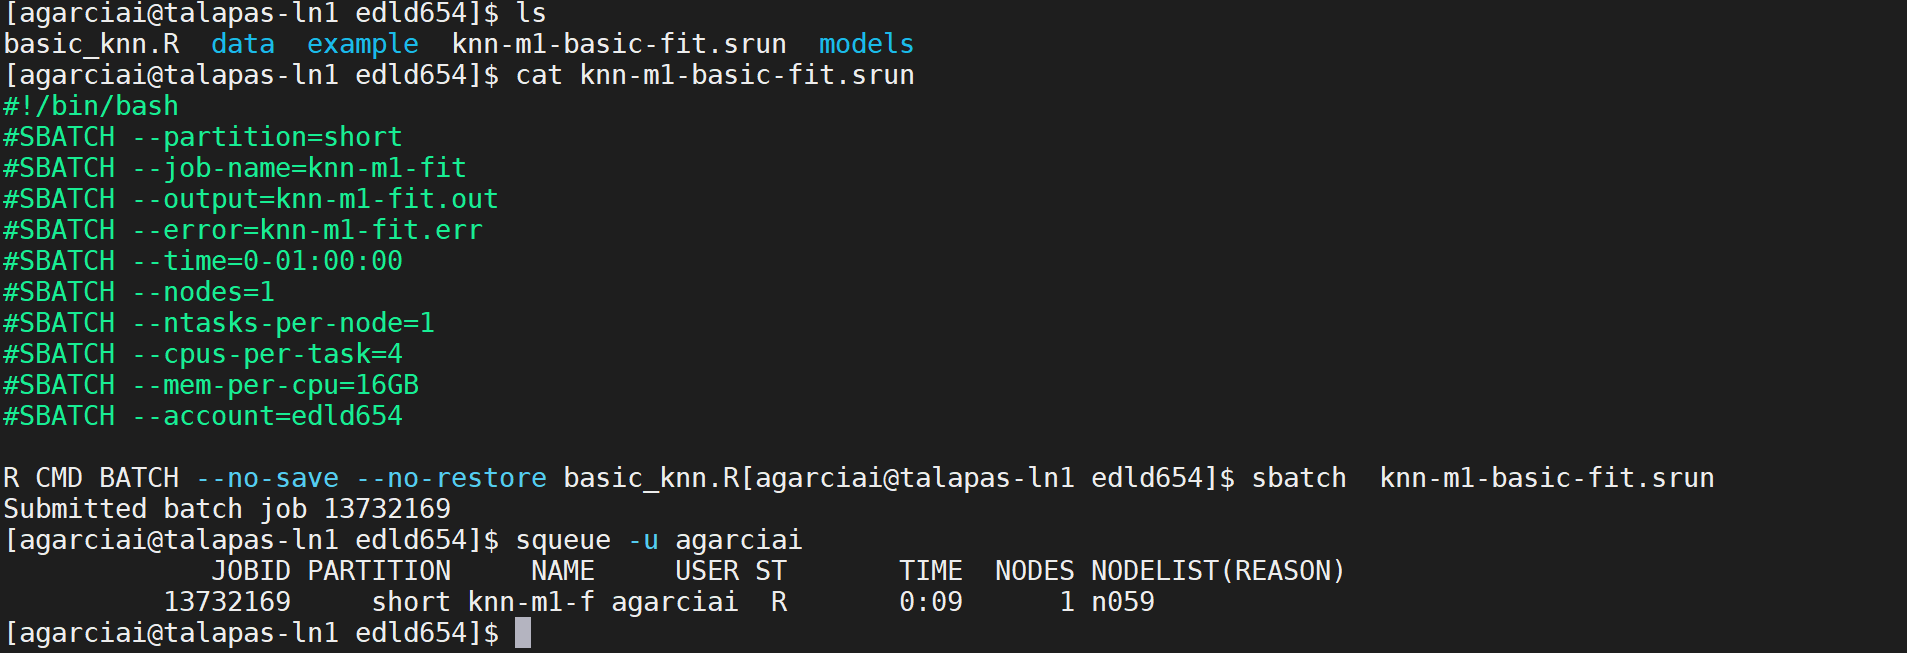 [agarciai@talapas-ln1 edld654]$ ls
basic_knn.R  data  example  knn-m1-basic-fit.srun  models
[agarciai@talapas-ln1 edld654]$ cat knn-m1-basic-fit.srun
#!/bin/bash
#SBATCH --partition=short
#SBATCH --job-name=knn-m1-fit
#SBATCH --output=knn-m1-fit.out
#SBATCH --error=knn-m1-fit.err
#SBATCH --time=0-01:00:00
#SBATCH --nodes=1
#SBATCH --ntasks-per-node=1
#SBATCH --cpus-per-task=4
#SBATCH --mem-per-cpu=16GB
#SBATCH --account=edld654

R CMD BATCH --no-save --no-restore basic_knn.R[agarciai@talapas-ln1 edld654]$ sbatch  knn-m1-basic-fit.srun
Submitted batch job 13732169
[agarciai@talapas-ln1 edld654]$ squeue -u agarciai
             JOBID PARTITION     NAME     USER ST       TIME  NODES NODELIST(REASON)
          13732169     short knn-m1-f agarciai  R       0:09      1 n059
[agarciai@talapas-ln1 edld654]$